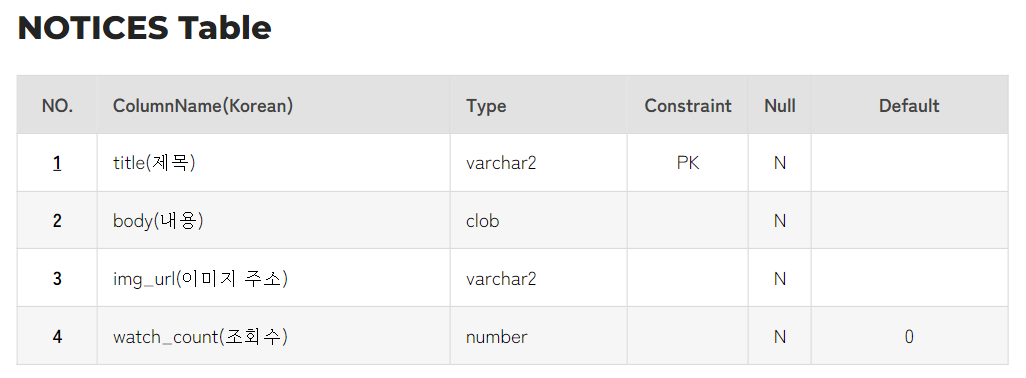 NOTICES Table
NO. ColumnName(Korean) Type Constraint Null Default
1 title(제목) varchar2 PK N
2 body(내용) clob N
3 img_url(이미지 주소) varchar2 N
4 watch_count(조회수) number N 0